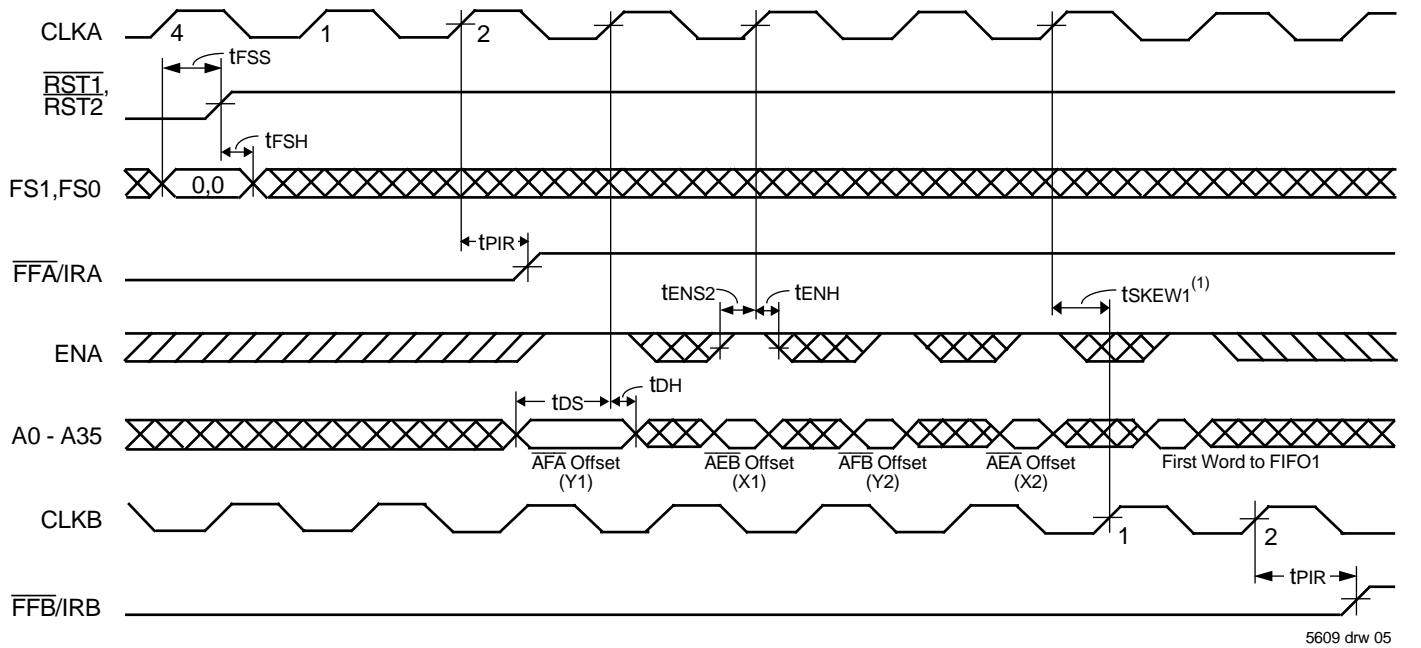 CLKA
4
1
2
tFSS
RST1,
RST2
tFSH
FS1,FS0
0,0
tPIR
FFA/IRA
tENS2
tENH
tSKEW1(1)
ENA
tDS
tDH
A0 - A35
AFA Offset
(Y1)
AEB Offset
(X1)
AFB Offset
(Y2)
AEA Offset
(X2)
First Word to FIFO1
CLKB
1
2
tPIR
FFB/IRB
5609 drw 05